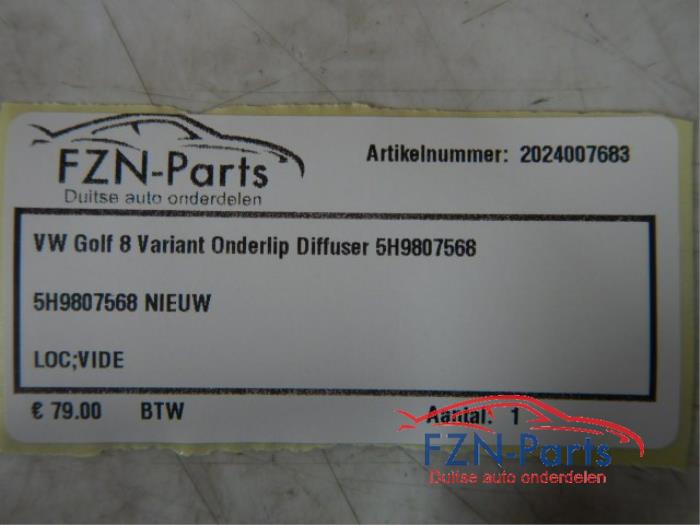 FZN-Parts
Duitse auto onderdelen
Artikelnummer: 2024007683
VW Golf 8 Variant Onderlip Diffuser 5H9807568
5H9807568 NIEUW
LOC;VIDE
€ 79.00 BTW
Aantal: 1
FZN-Parts
Duitse auto onderdelen